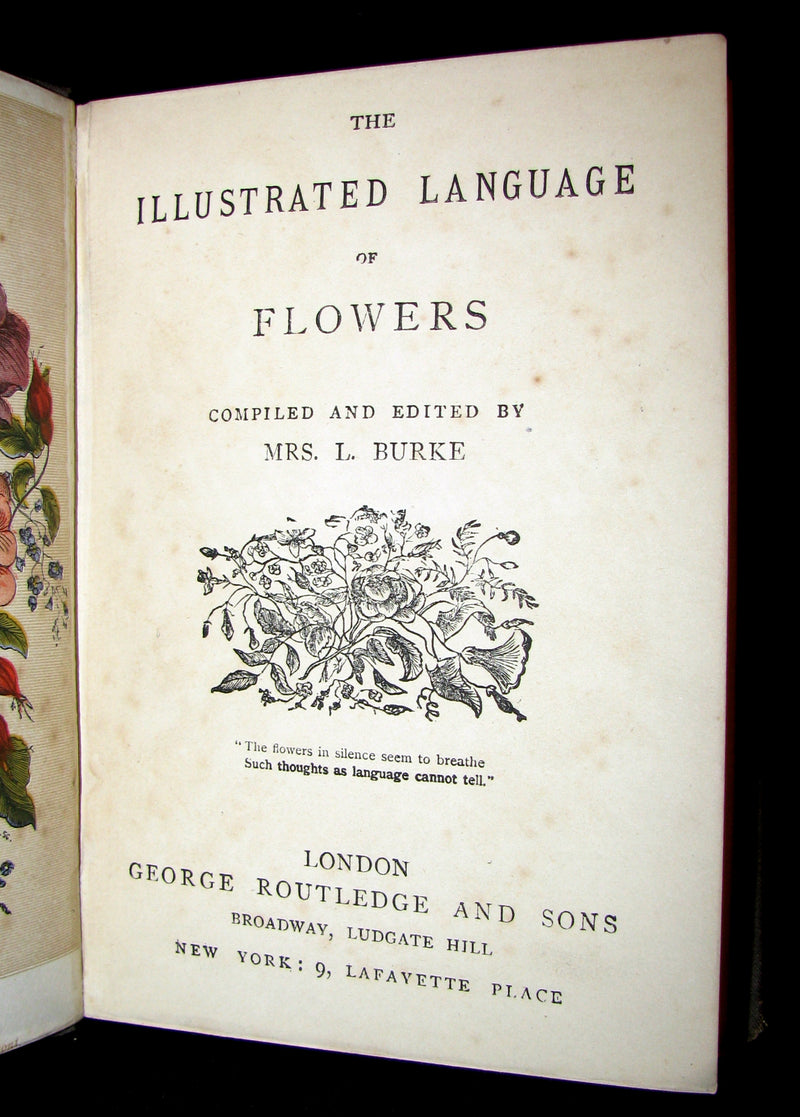 THE
ILLUSTRATED LANGUAGE
OF
FLOWERS
COMPILED AND EDITED BY
MRS. L. BURKE
"The flowers in silence seem to breathe
Such thoughts as language cannot tell."
LONDON
GEORGE ROUTLEDGE AND SONS
BROADWAY, LUDGATE HILL
NEW YORK: 9, LAFAYETTE PLACE